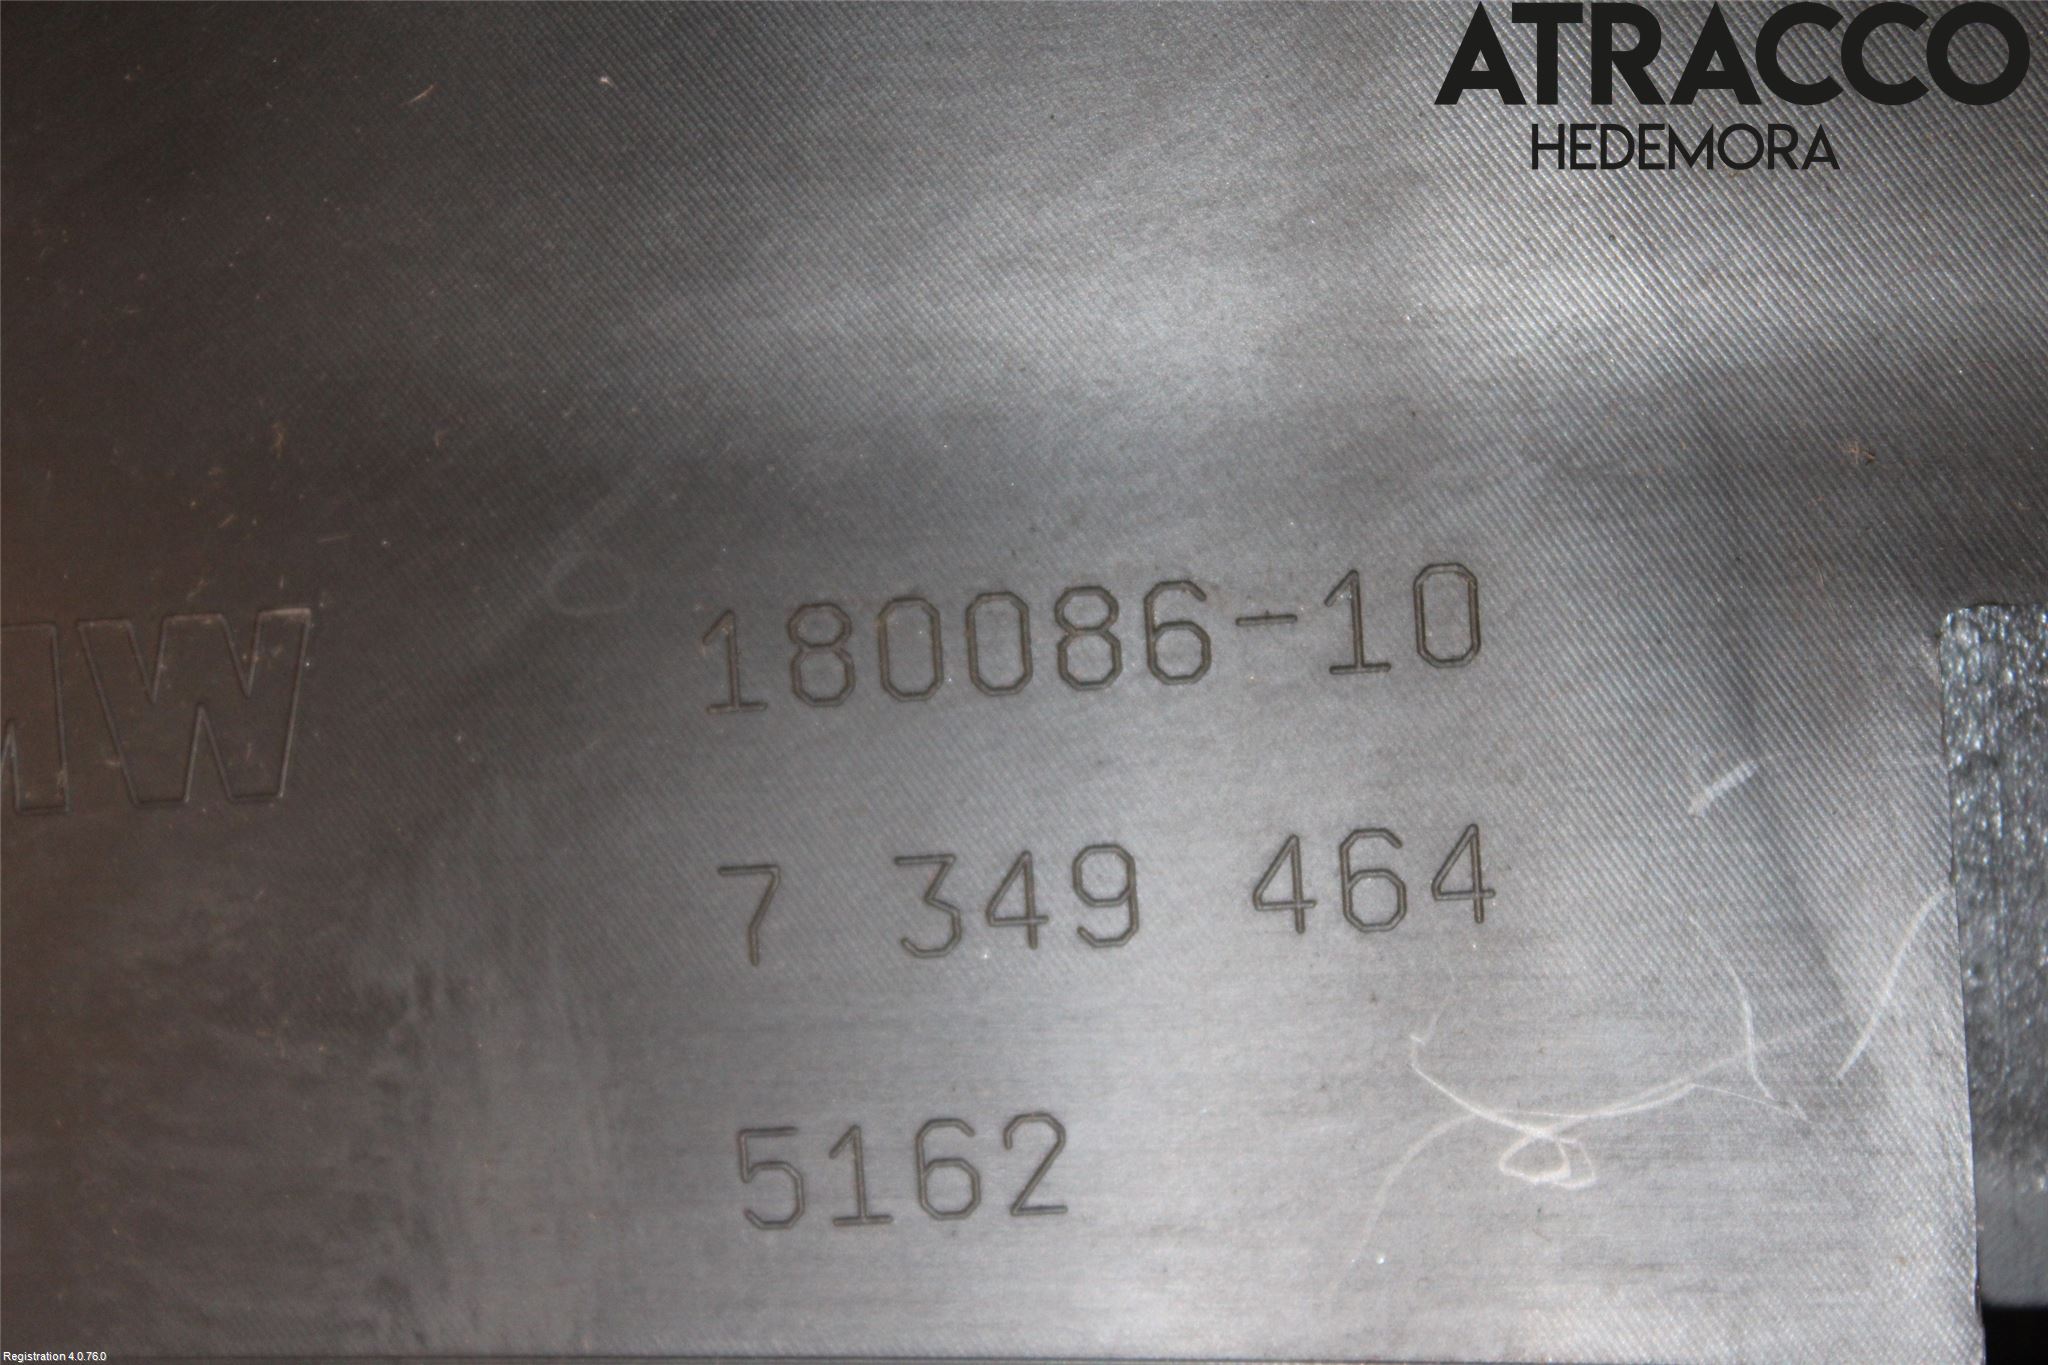 ATRACCO
HEDEMORA
MW
180086-10
7 349 464
5162
Registration 4.0.76.0